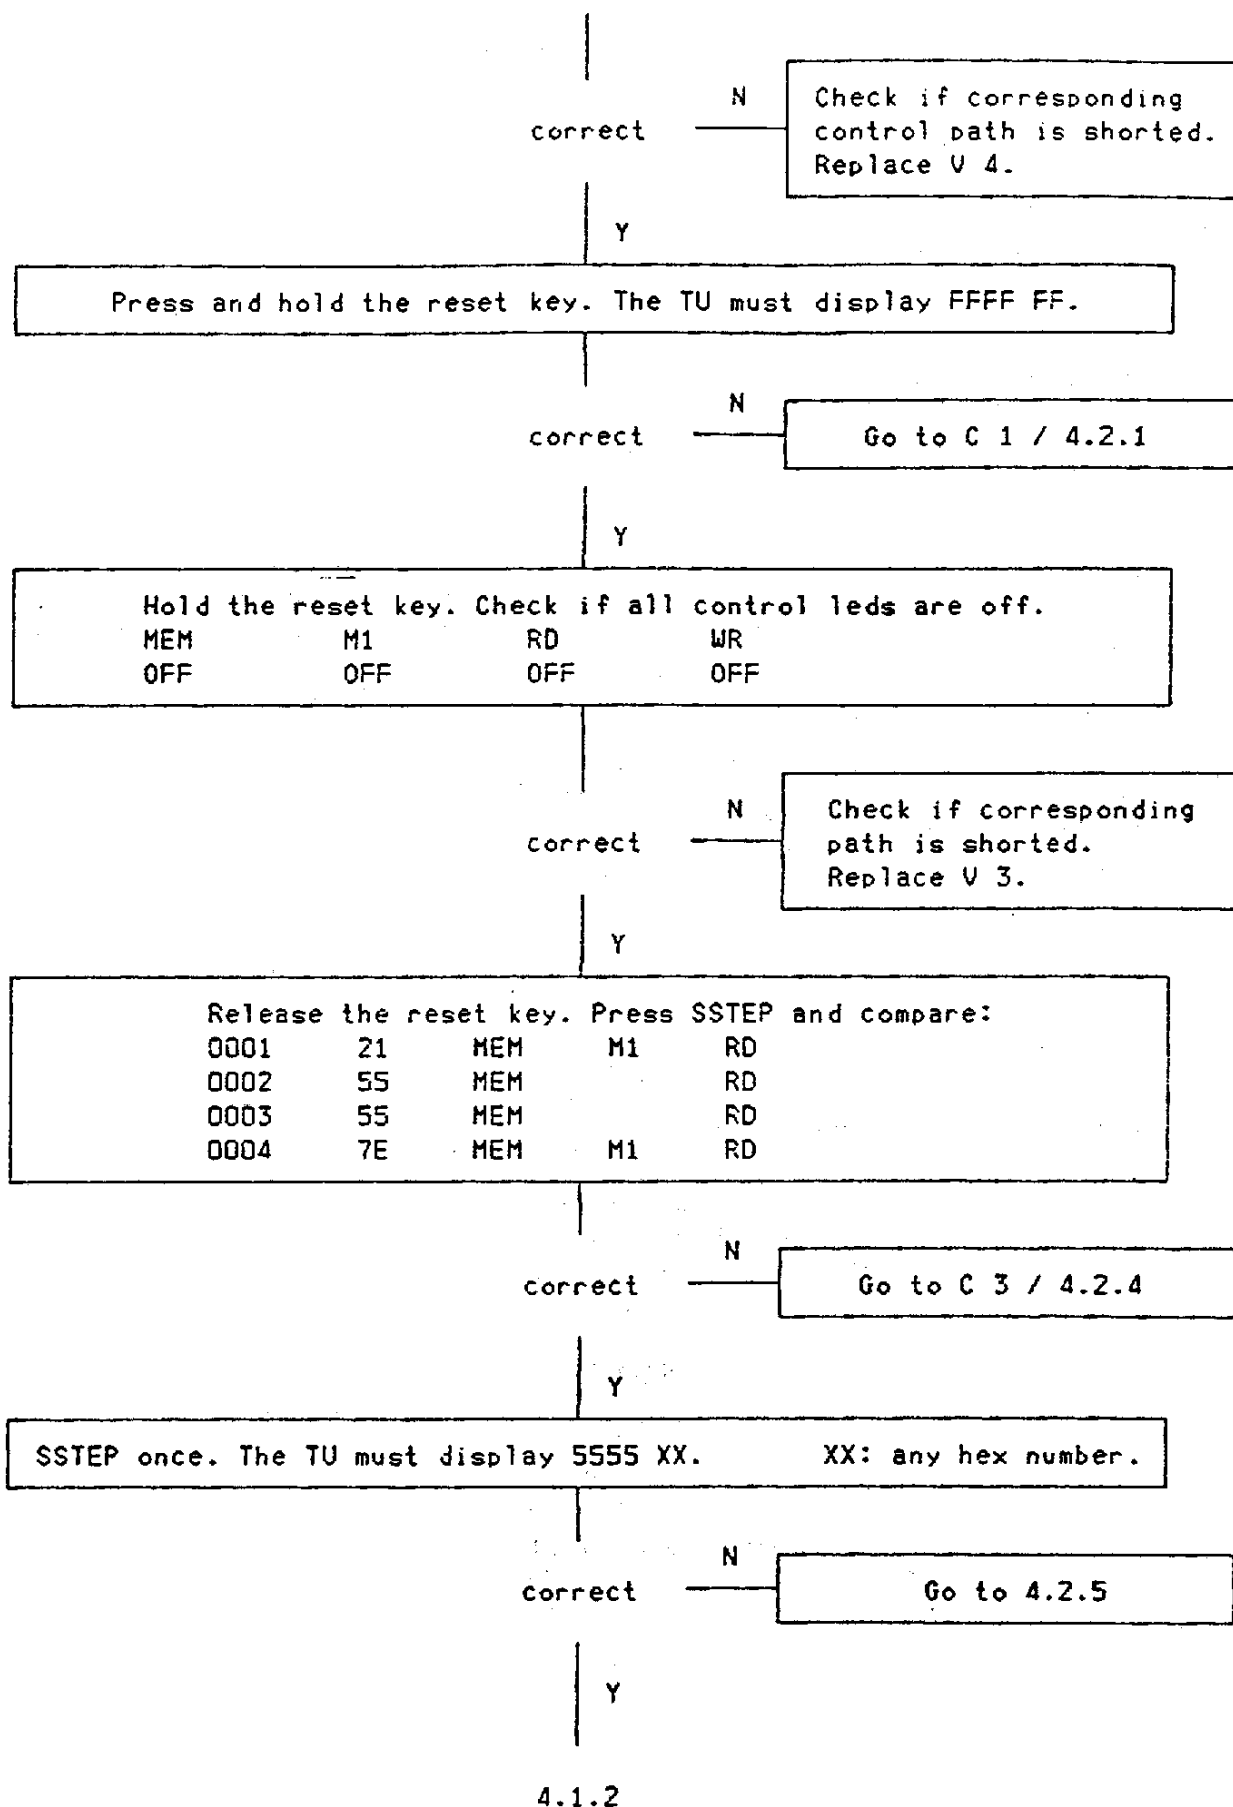 N
Check if corresponding
correct
control path is shorted.
Replace V 4.
Y
Press and hold the reset key. The TU must display FFFF FF.
N
correct
Go to C 1 / 4.2.1
Y
Hold the reset key. Check if all control leds are off.
MEM M1 RD WR
OFF OFF OFF OFF
N
Check if corresponding
correct
path is shorted.
Replace V 3.
Y
Release the reset key. Press SSTEP and compare:
0001 21 MEM M1 RD
0002 55 MEM RD
0003 55 MEM RD
0004 7E MEM M1 RD
N
correct
Go to C 3 / 4.2.4
Y
SSTEP once. The TU must display 5555 XX. XX: any hex number.
N
correct
Go to 4.2.5
Y
4.1.2